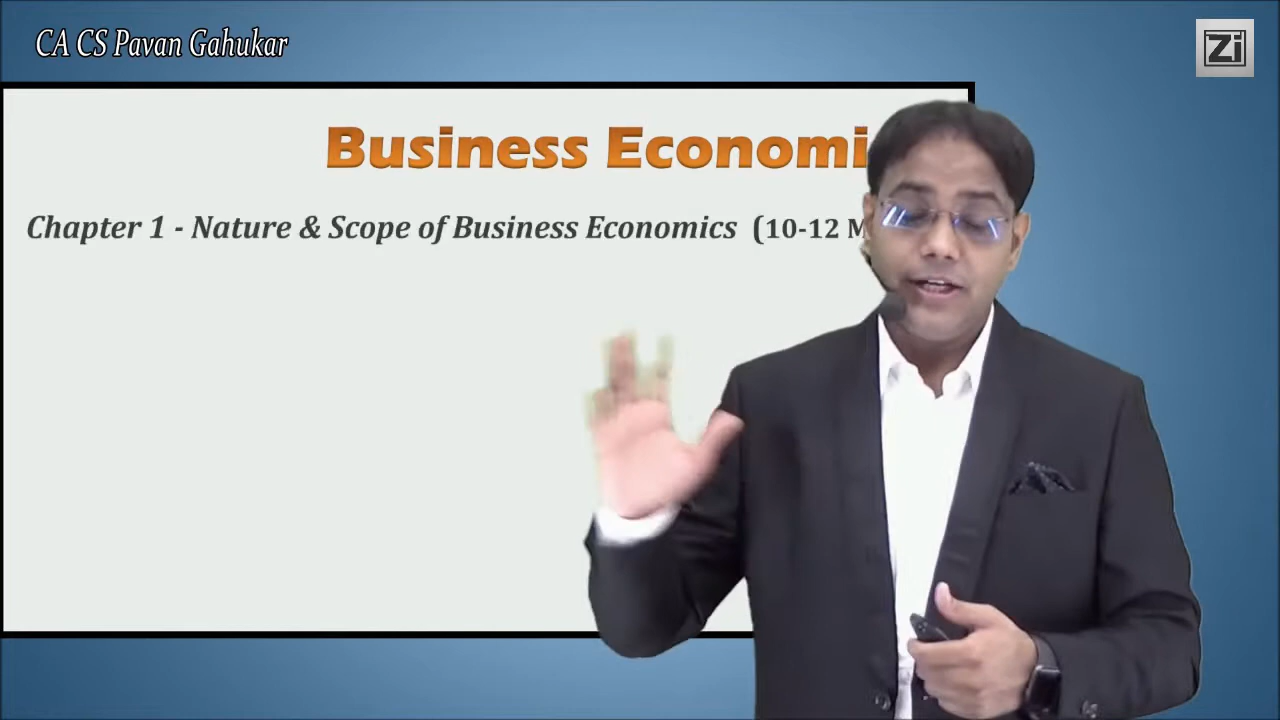 CA CS Pavan Gahukar
Zi
Business Economi
Chapter 1 - Nature & Scope of Business Economics (10-12 M